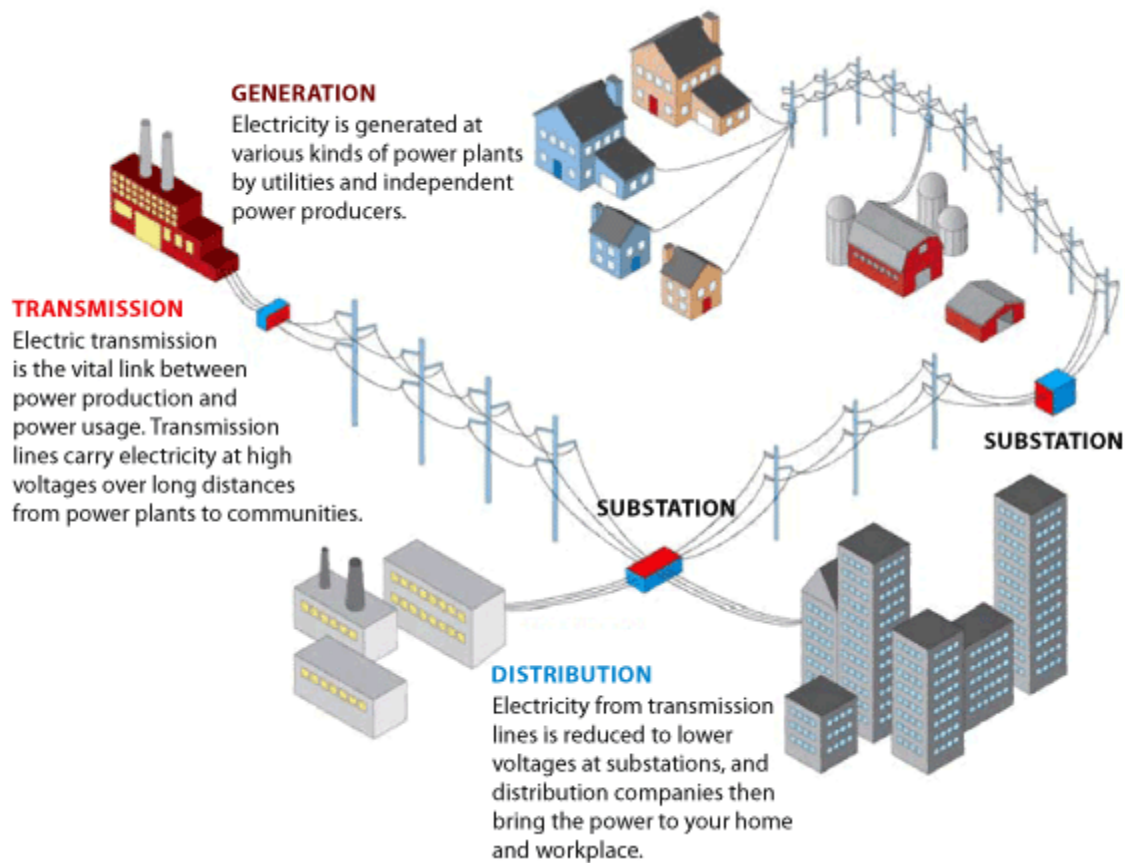 GENERATION
Electricity is generated at
various kinds of power plants
by utilities and independent
power producers.
TRANSMISSION
Electric transmission
is the vital link between
power production and
power usage. Transmission
lines carry electricity at high
voltages over long distances
from power plants to communities.
SUBSTATION
SUBSTATION
DISTRIBUTION
Electricity from transmission
lines is reduced to lower
voltages at substations, and
distribution companies then
bring the power to your home
and workplace.